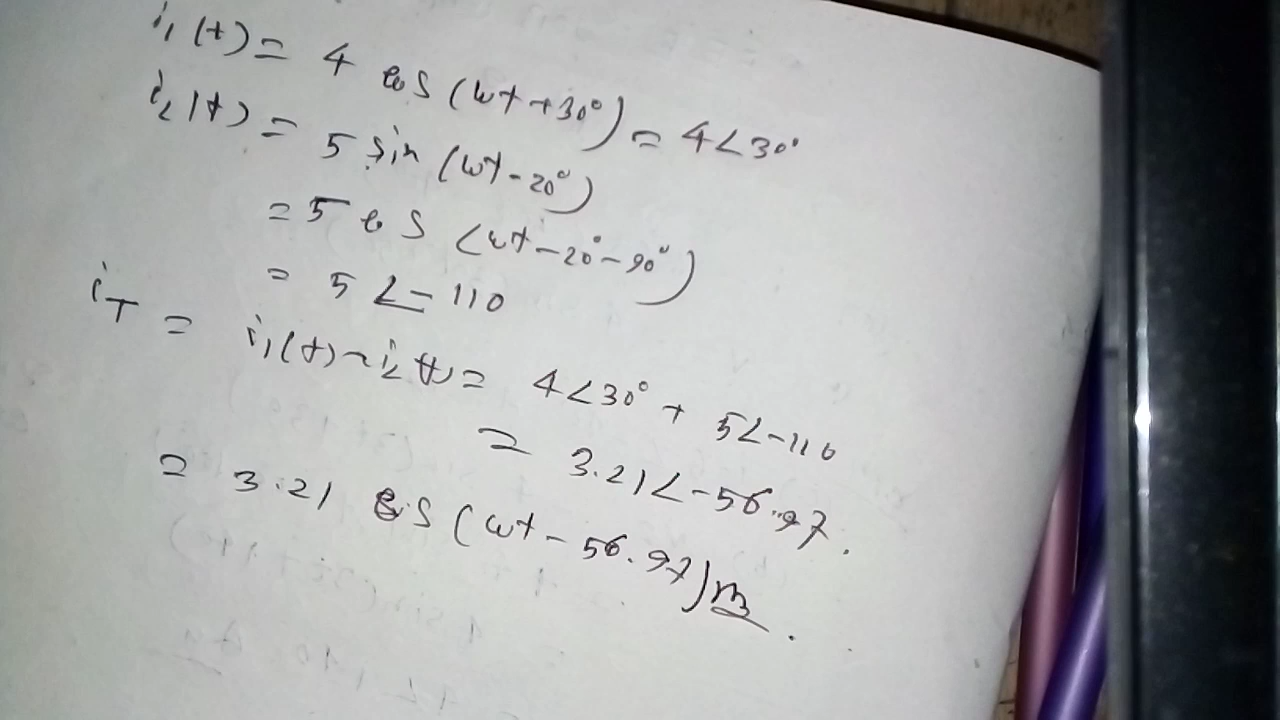 i₁(t) = 4 cos(ωt+30°) = 4∠30°
i₂(t) = 5 sin(ωt-20°)
= 5 cos(ωt-20°-90°)
= 5∠-110
i_T = i₁(t) ~ i₂(t) = 4∠30° + 5∠-110
= 3.21∠-56.97.
= 3.21 cos(ωt-56.97)